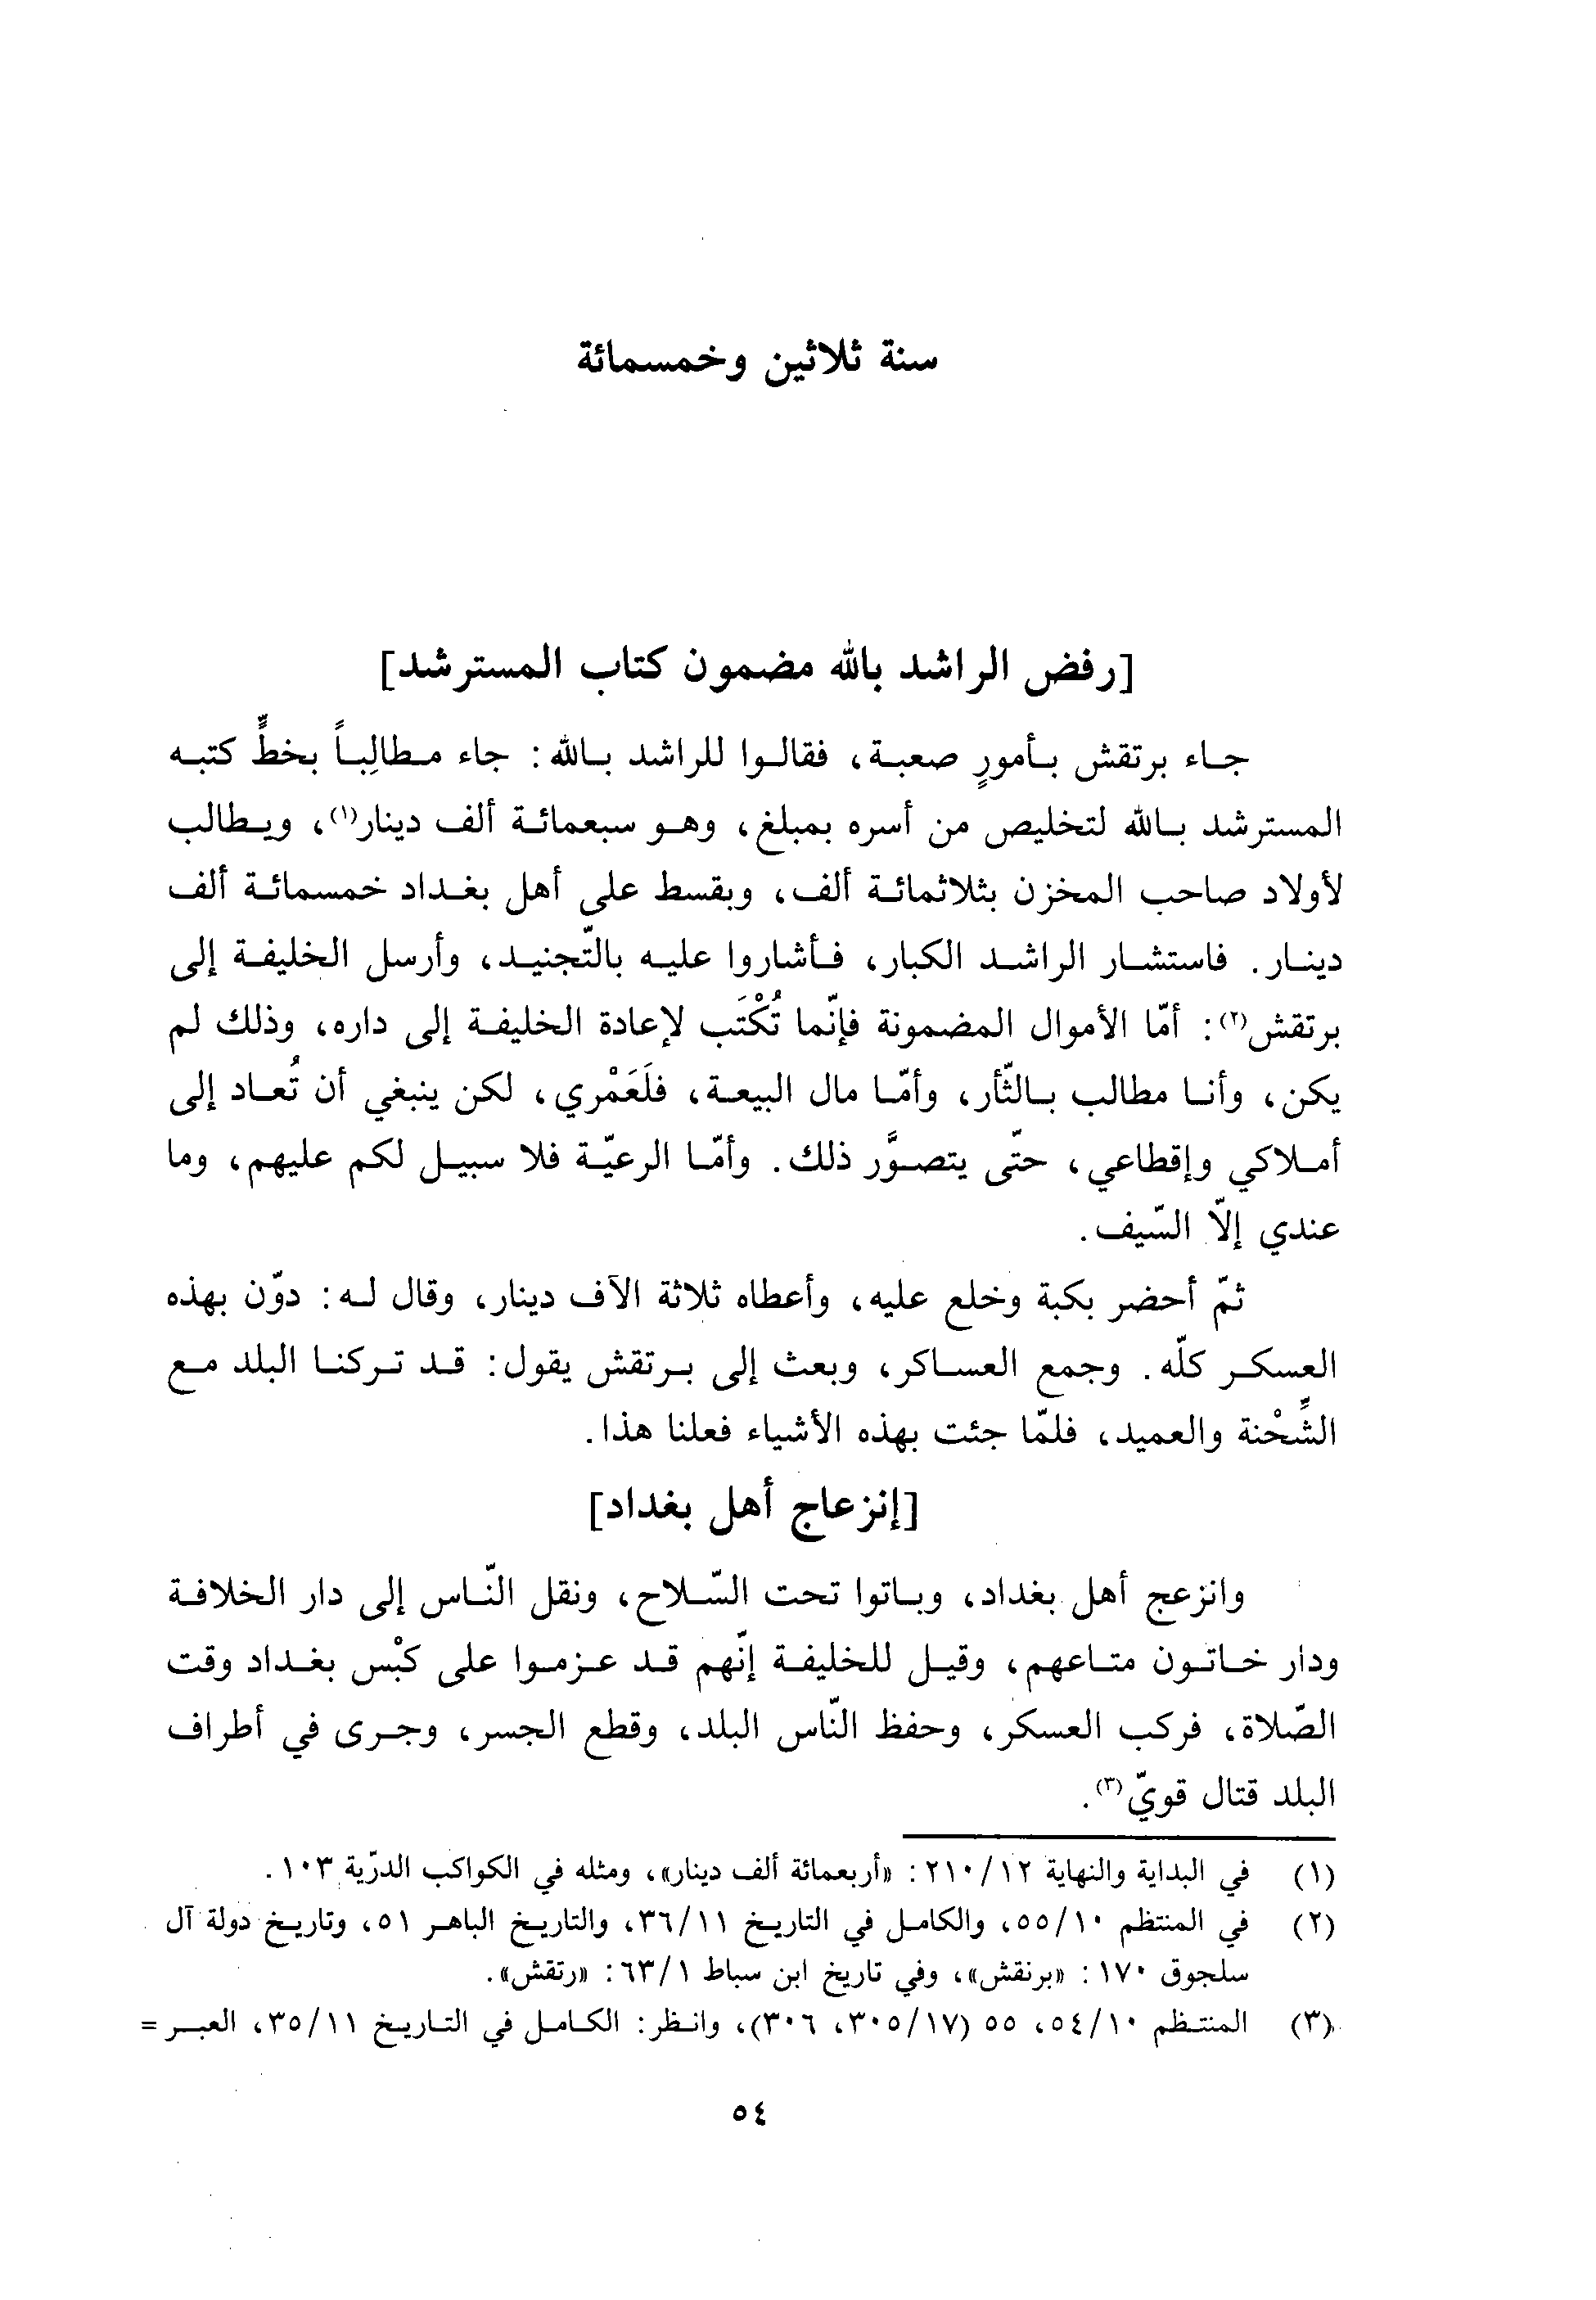 سنة ثلاثين وخمسمائة
[رفض الراشد بالله مضمون كتاب المسترشد]
جاء برتقش بأمورٍ صعبة، فقالوا للراشد بالله: جاء مطالِباً بخطٍّ كتبه
المسترشد بالله لتخليص من أسره بمبلغ، وهو سبعمائة ألف دينار(١)، ويطالب
لأولاد صاحب المخزن بثلاثمائة ألف، وبقسط على أهل بغداد خمسمائة ألف
دينار. فاستشار الراشد الكبار، فأشاروا عليه بالتّجنيد، وأرسل الخليفة إلى
برتقش(٢): أمّا الأموال المضمونة فإنّما تُكْتَب لإعادة الخليفة إلى داره، وذلك لم
يكن، وأنا مطالب بالثّأر، وأمّا مال البيعة، فلَعَمْري، لكن ينبغي أن تُعاد إلى
أملاكي وإقطاعي، حتّى يتصوَّر ذلك. وأمّا الرعيّة فلا سبيل لكم عليهم، وما
عندي إلّا السّيف.
ثمّ أحضر بكبة وخلع عليه، وأعطاه ثلاثة الآف دينار، وقال له: دوّن بهذه
العسكر كلّه. وجمع العساكر، وبعث إلى برتقش يقول: قد تركنا البلد مع
الشِّحْنة والعميد، فلمّا جئت بهذه الأشياء فعلنا هذا.
[إنزعاج أهل بغداد]
وانزعج أهل بغداد، وباتوا تحت السّلاح، ونقل النّاس إلى دار الخلافة
ودار خاتون متاعهم، وقيل للخليفة إنّهم قد عزموا على كبْس بغداد وقت
الصّلاة، فركب العسكر، وحفظ النّاس البلد، وقطع الجسر، وجرى في أطراف
البلد قتال قويّ(٣).
(١) في البداية والنهاية ٢١٠/١٢: «أربعمائة ألف دينار»، ومثله في الكواكب الدرّية ١٠٣.
(٢) في المنتظم ٥٥/١٠، والكامل في التاريخ ٣٦/١١، والتاريخ الباهر ٥١، وتاريخ دولة آل
سلجوق ١٧٠: «برنقش»، وفي تاريخ ابن سباط ٦٣/١: «رتقش».
(٣) المنتظم ٥٤/١٠، ٥٥ (٣٠٥/١٧، ٣٠٦)، وانظر: الكامل في التاريخ ٣٥/١١، العبر =
٥٤